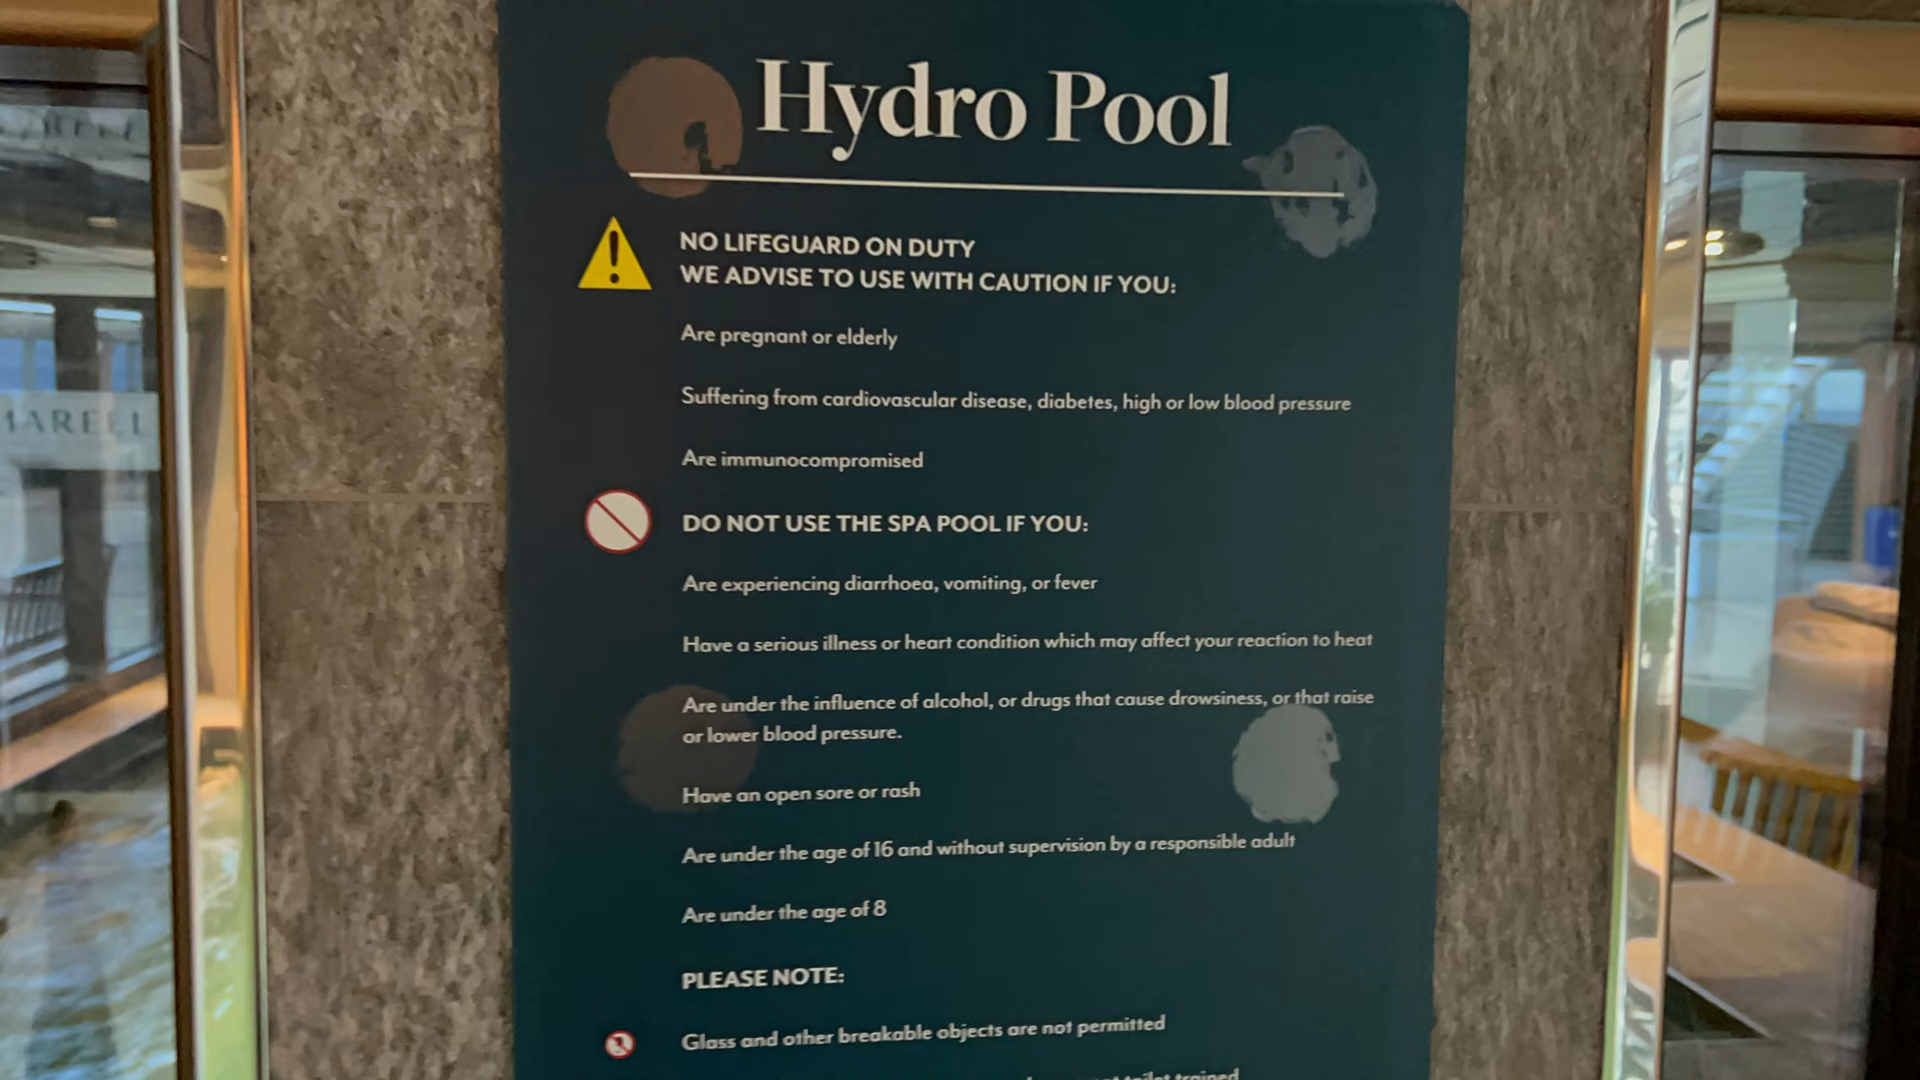 Hydro Pool
NO LIFEGUARD ON DUTY
WE ADVISE TO USE WITH CAUTION IF YOU:
Are pregnant or elderly
Suffering from cardiovascular disease, diabetes, high or low blood pressure
Are immunocompromised
DO NOT USE THE SPA POOL IF YOU:
Are experiencing diarrhoea, vomiting, or fever
Have a serious illness or heart condition which may affect your reaction to heat
Are under the influence of alcohol, or drugs that cause drowsiness, or that raise
or lower blood pressure.
Have an open sore or rash
Are under the age of 16 and without supervision by a responsible adult
Are under the age of 8
PLEASE NOTE:
Glass and other breakable objects are not permitted
toilet trained